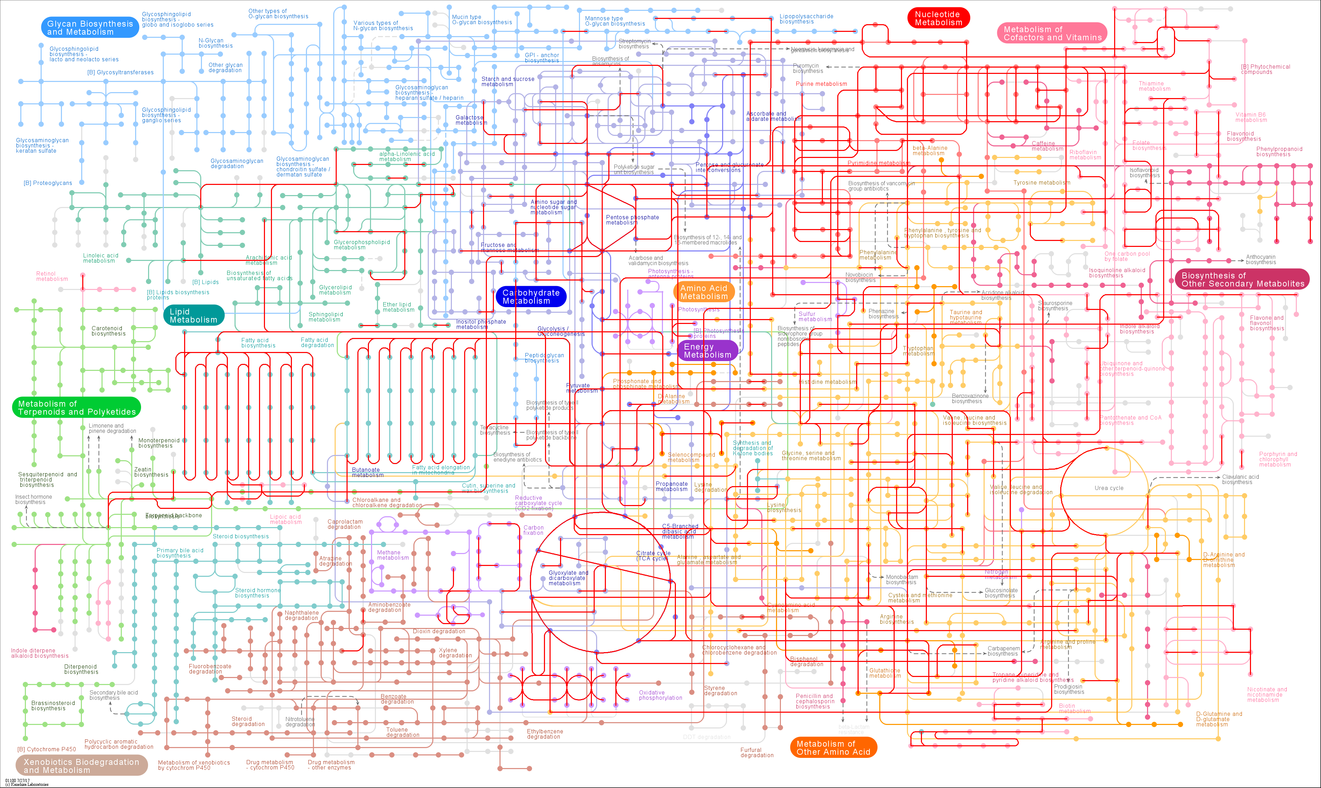 Glycan Biosynthesis
and Metabolism
Glycosphingolipid
biosynthesis -
globo and isoglobo series
Other types of
O-glycan biosynthesis
Various types of
N-glycan biosynthesis
Mucin type
O-glycan biosynthesis
Mannose type
O-glycan biosynthesis
Lipopolysaccharide
biosynthesis
Nucleotide
Metabolism
Metabolism of
Cofactors and Vitamins
Glycosphingolipid
biosynthesis -
lacto and neolacto series
N-Glycan
biosynthesis
Other glycan
degradation
[B] Glycosyltransferases
GPI - anchor
biosynthesis
Streptomycin
biosynthesis
Puromycin
biosynthesis
[B] Phytochemical
compounds
Starch and sucrose
metabolism
Purine metabolism
Thiamine
metabolism
Glycosaminoglycan
biosynthesis -
heparan sulfate / heparin
Glycosphingolipid
biosynthesis -
ganglio series
Galactose
metabolism
Ascorbate and
aldarate metabolism
Vitamin B6
metabolism
Flavonoid
biosynthesis
Glycosaminoglycan
biosynthesis -
keratan sulfate
Caffeine
metabolism
Riboflavin
metabolism
Folate
biosynthesis
Phenylpropanoid
biosynthesis
beta-Alanine
metabolism
alpha-Linolenic acid
metabolism
Glycosaminoglycan
degradation
Glycosaminoglycan
biosynthesis -
chondroitin sulfate /
dermatan sulfate
Polyketide sugar
unit biosynthesis
Pentose and glucuronate
interconversions
Pyrimidine metabolism
Isoflavonoid
biosynthesis
[B] Proteoglycans
Biosynthesis of vancomycin
group antibiotics
Tyrosine metabolism
Amino sugar and
nucleotide sugar
metabolism
Pentose phosphate
metabolism
Phenylalanine, tyrosine and
tryptophan biosynthesis
Biosynthesis of 12-, 14- and
16-membered macrolides
Glycerophospholipid
metabolism
Fructose and
mannose metabolism
Linoleic acid
metabolism
Arachidonic acid
metabolism
Acarbose and
validamycin biosynthesis
Phenylalanine
metabolism
One carbon pool
by folate
Anthocyanin
biosynthesis
Retinol
metabolism
Biosynthesis of
unsaturated fatty acids
[B] Lipids
Novobiocin
biosynthesis
Isoquinoline alkaloid
biosynthesis
Biosynthesis of
Other Secondary Metabolites
[B] Lipids biosynthesis
proteins
Glycerolipid
metabolism
Carbohydrate
Metabolism
Amino Acid
Metabolism
Acridone alkaloid
biosynthesis
Staurosporine
biosynthesis
Lipid
Metabolism
Sphingolipid
metabolism
Ether lipid
metabolism
Inositol phosphate
metabolism
Photosynthesis
Sulfur
metabolism
Phenazine
biosynthesis
Taurine and
hypotaurine
metabolism
Indole alkaloid
biosynthesis
Flavone and
flavonol
biosynthesis
Carotenoid
biosynthesis
Fatty acid
biosynthesis
Fatty acid
degradation
Glycolysis /
Gluconeogenesis
Energy
Metabolism
Peptidoglycan
biosynthesis
Tryptophan
metabolism
Ubiquinone and
other terpenoid-quinone
biosynthesis
Pyruvate
metabolism
Phosphonate and
phosphinate metabolism
Histidine metabolism
D-Alanine
metabolism
Benzoxazinone
biosynthesis
Metabolism of
Terpenoids and Polyketides
Biosynthesis of type II
polyketide products
Valine, leucine and
isoleucine biosynthesis
Pantothenate and CoA
biosynthesis
Limonene and
pinene degradation
Tetracycline
biosynthesis
Biosynthesis of type II
polyketide backbone
Monoterpenoid
biosynthesis
Synthesis and
degradation of
ketone bodies
Selenocompound
metabolism
Glycine, serine and
threonine metabolism
Biosynthesis of
enediyne antibiotics
Porphyrin and
chlorophyll
metabolism
Sesquiterpenoid and
triterpenoid
biosynthesis
Zeatin
biosynthesis
Butanoate
metabolism
Fatty acid elongation
in mitochondria
Propanoate
metabolism
Lysine
degradation
Valine, leucine and
isoleucine degradation
Urea cycle
Clavulanic acid
biosynthesis
Insect hormone
biosynthesis
Chloroalkane and
chloroalkene degradation
Reductive
carboxylate cycle
(CO2 fixation)
Lysine
biosynthesis
Terpenoid backbone
Lipoic acid
metabolism
Caprolactam
degradation
Steroid biosynthesis
Carbon
fixation
C5-Branched
dibasic acid
metabolism
Primary bile acid
biosynthesis
Atrazine
degradation
Methane
metabolism
Citrate cycle
(TCA cycle)
Alanine, aspartate and
glutamate metabolism
D-Arginine and
D-ornithine
metabolism
Glyoxylate and
dicarboxylate
metabolism
Nitrogen
metabolism
Monobactam
biosynthesis
Steroid hormone
biosynthesis
Glucosinolate
biosynthesis
Cysteine and methionine
metabolism
Aminobenzoate
degradation
Naphthalene
degradation
Arginine
biosynthesis
Dioxin degradation
Arginine and proline
metabolism
Indole diterpene
alkaloid biosynthesis
Xylene
degradation
Chlorocyclohexane and
chlorobenzene degradation
Bisphenol
degradation
Carbapenem
biosynthesis
Diterpenoid
biosynthesis
Fluorobenzoate
degradation
Glutathione
metabolism
Tropane, piperidine and
pyridine alkaloid biosynthesis
Secondary bile acid
biosynthesis
Benzoate
degradation
Oxidative
phosphorylation
Styrene
degradation
Penicillin and
cephalosporin
biosynthesis
Prodigiosin
biosynthesis
Nicotinate and
nicotinamide
metabolism
Brassinosteroid
biosynthesis
Biotin
metabolism
Steroid
degradation
Nitrotoluene
degradation
Toluene
degradation
Ethylbenzene
degradation
D-Glutamine and
D-glutamate
metabolism
Polycyclic aromatic
hydrocarbon degradation
[B] Cytochrome P450
Furfural
degradation
Metabolism of
Other Amino Acid
Xenobiotics Biodegradation
and Metabolism
Metabolism of xenobiotics
by cytochrom P450
Drug metabolism
- cytochrom P450
Drug metabolism
- other enzymes
(c) Kanehisa Laboratories